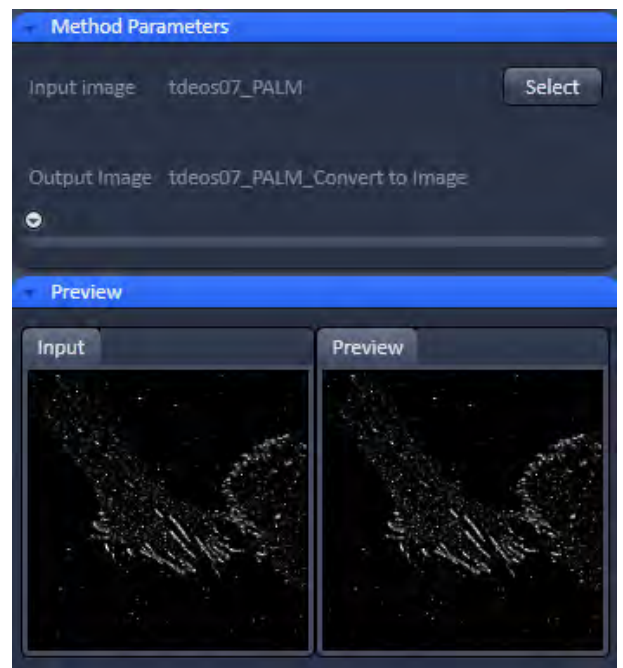 Method Parameters
Input image tdeos07_PALM Select
Output Image tdeos07_PALM_Convert to Image
Preview
Input Preview